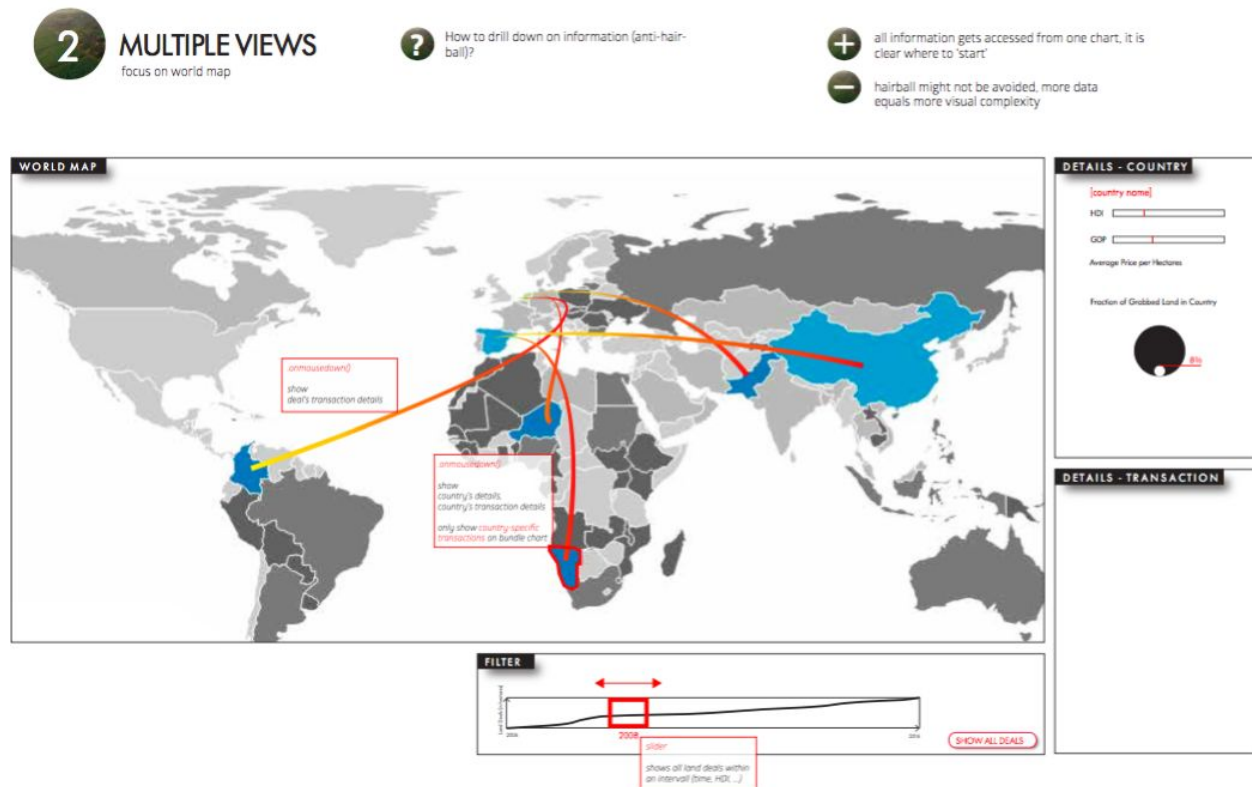 2
MULTIPLE VIEWS
focus on world map
?
How to drill down on information (anti-hair-
ball)?
+
all information gets accessed from one chart, it is
clear where to 'start'
−
hairball might not be avoided, more data
equals more visual complexity
WORLD MAP
onmousedown()
show
deal's transaction details
onmousedown()
show
country's details,
country's transaction details
only show country-specific
transactions on bundle chart
DETAILS - COUNTRY
[country name]
HDI
GDP
Average Price per Hectares
Fraction of Grabbed Land in Country
8%
DETAILS - TRANSACTION
FILTER
2008
SHOW ALL DEALS
slider
shows all land deals within
an intervall (time, HDI, ...)